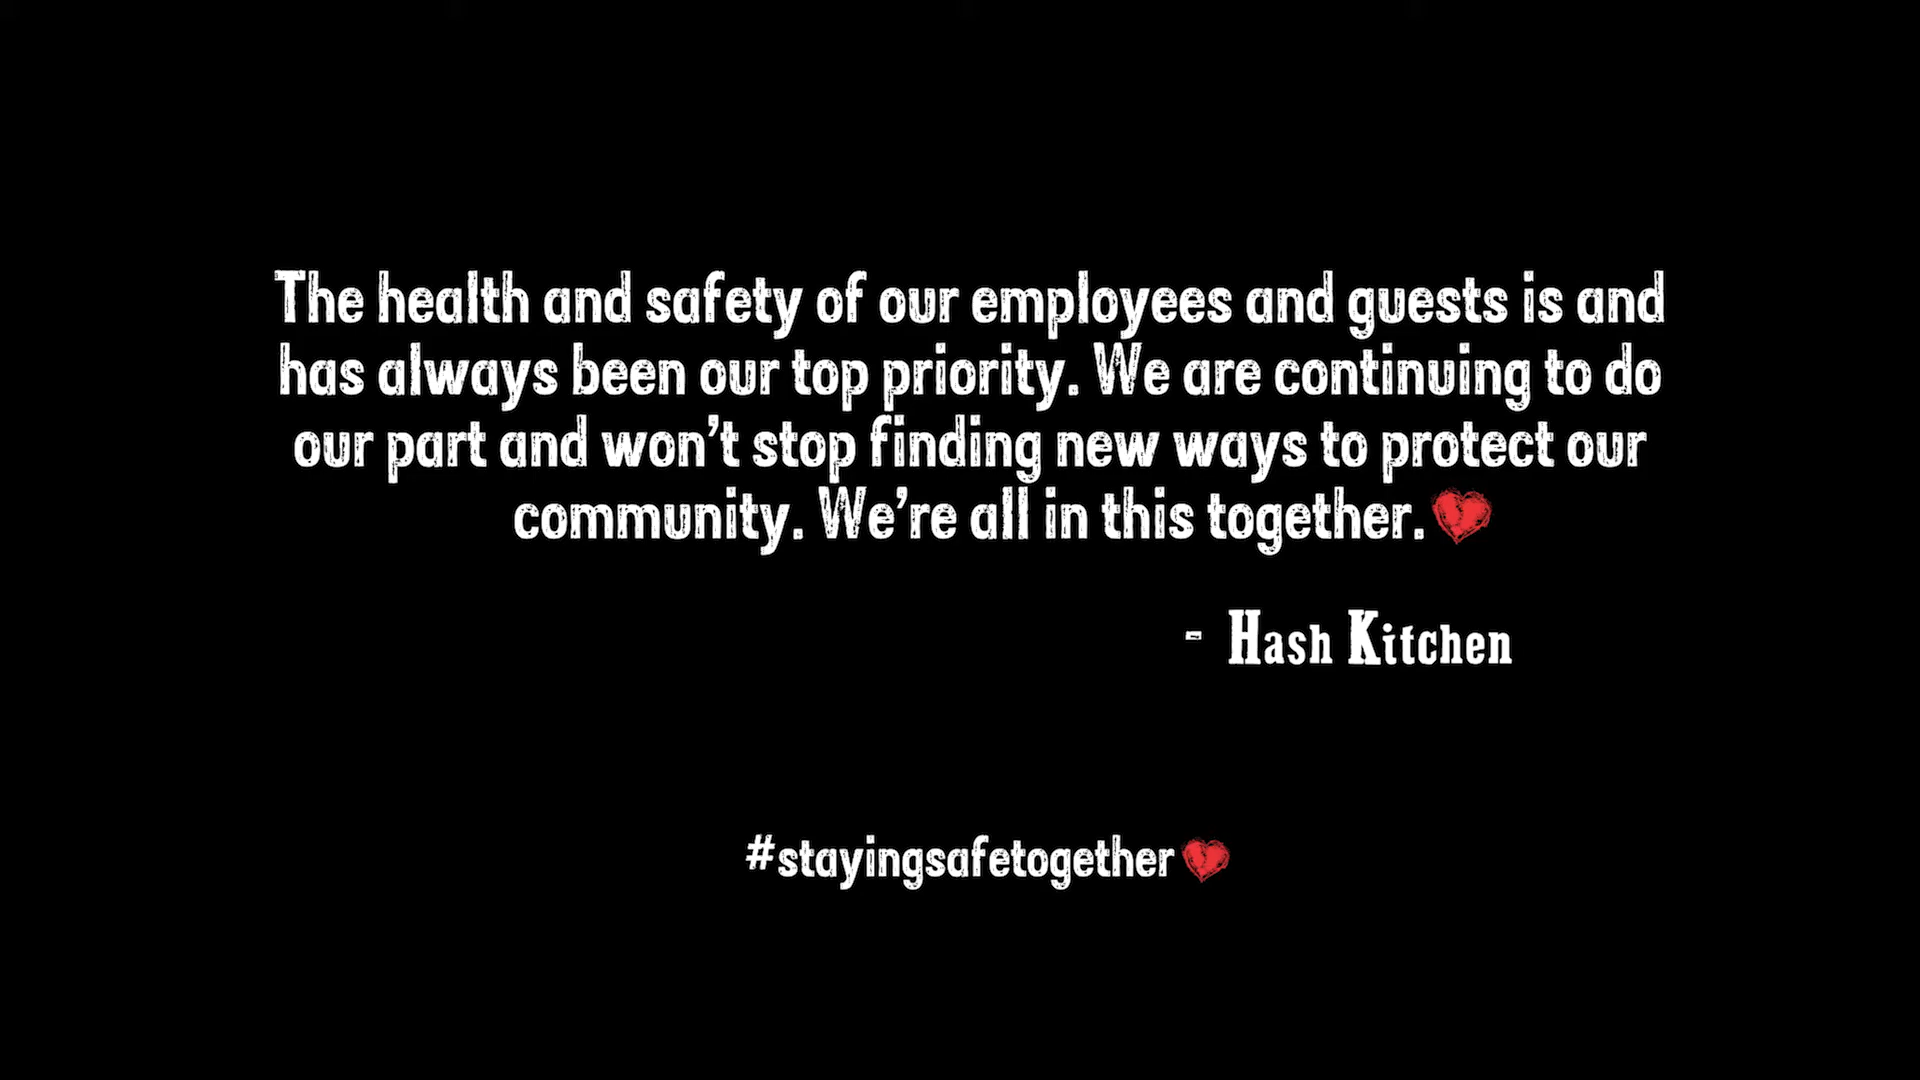 The health and safety of our employees and guests is and
has always been our top priority. We are continuing to do
our part and won't stop finding new ways to protect our
community. We're all in this together.
- Hash Kitchen
#stayingsafetogether